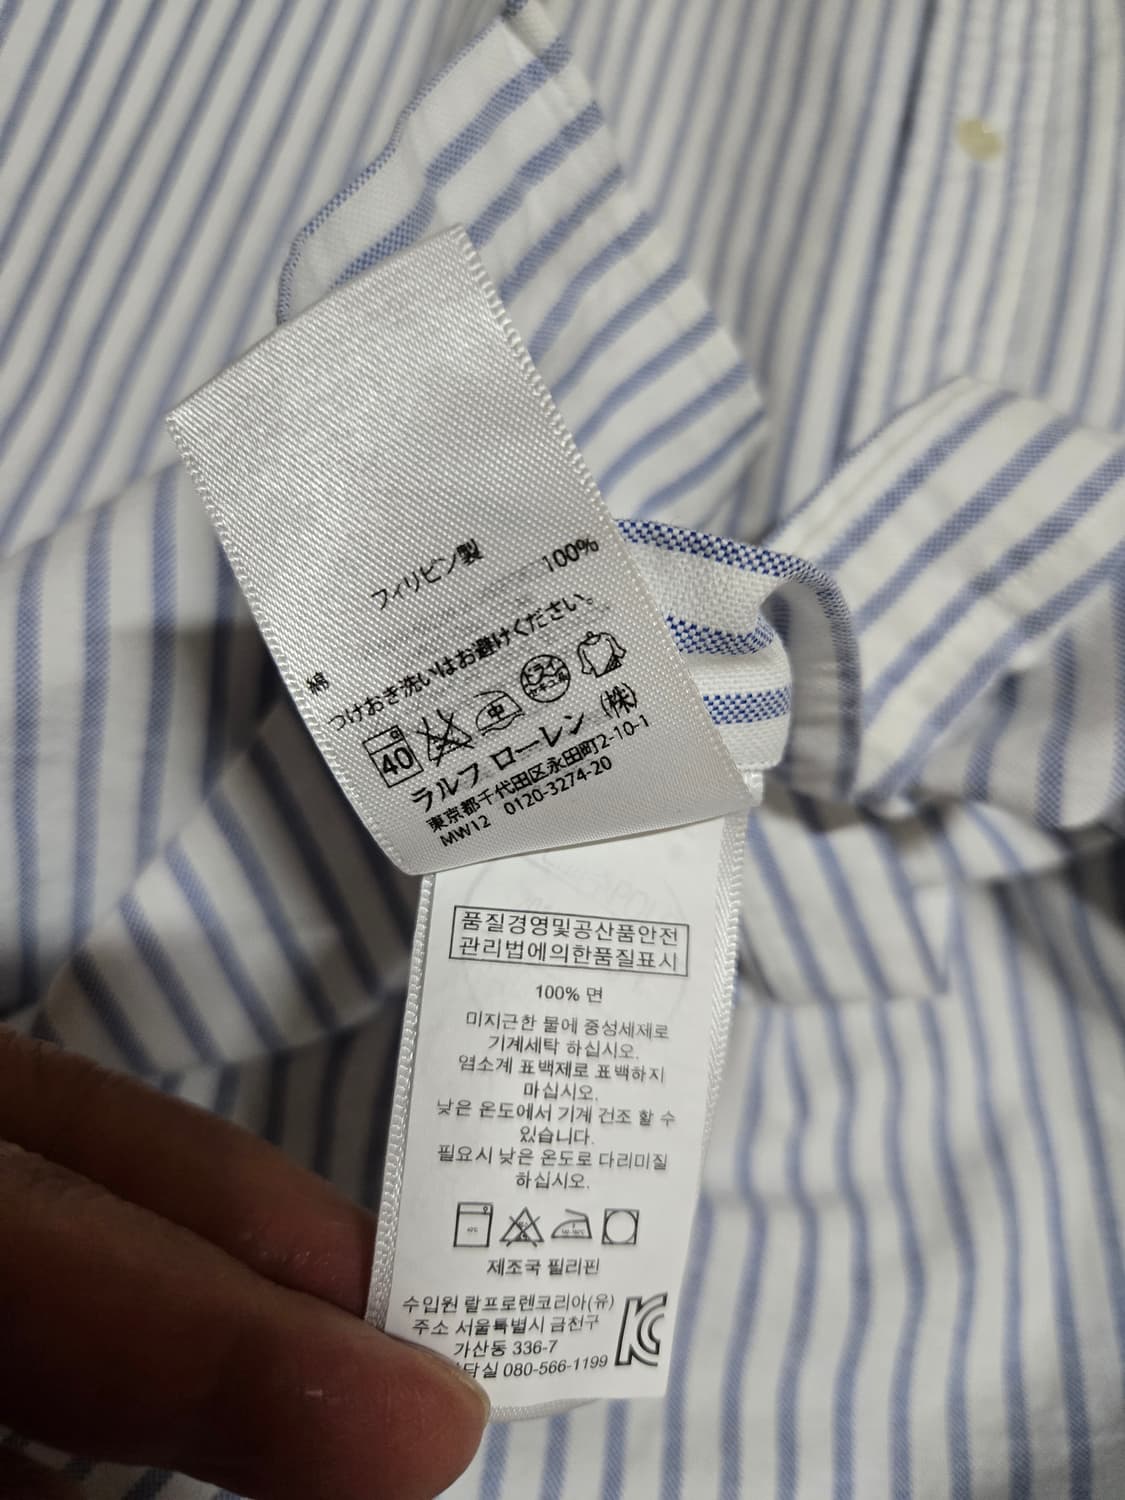 フィリピン製
綿 100%
つけおき洗いはお避けください。
40 中 ドライ
ラルフ ローレン (株)
東京都千代田区永田町2-10-1
MW12 0120-3274-20
품질경영및공산품안전
관리법에의한품질표시
100% 면
미지근한 물에 중성세제로
기계세탁 하십시오.
염소계 표백제로 표백하지
마십시오.
낮은 온도에서 기계 건조 할 수
있습니다.
필요시 낮은 온도로 다리미질
하십시오.
제조국 필리핀
수입원 랄프로렌코리아(유)
주소 서울특별시 금천구
가산동 336-7
담실 080-566-1199
KC